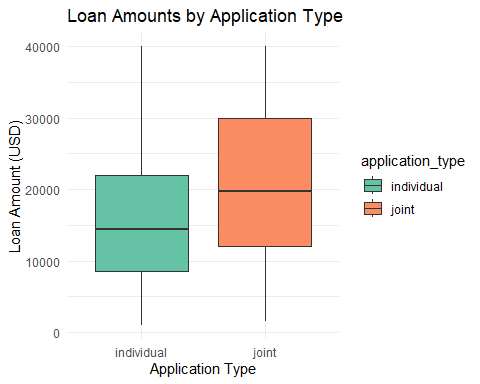 Loan Amounts by Application Type
40000
30000
20000
10000
0
Loan Amount (USD)
individual
joint
Application Type
application_type
individual
joint